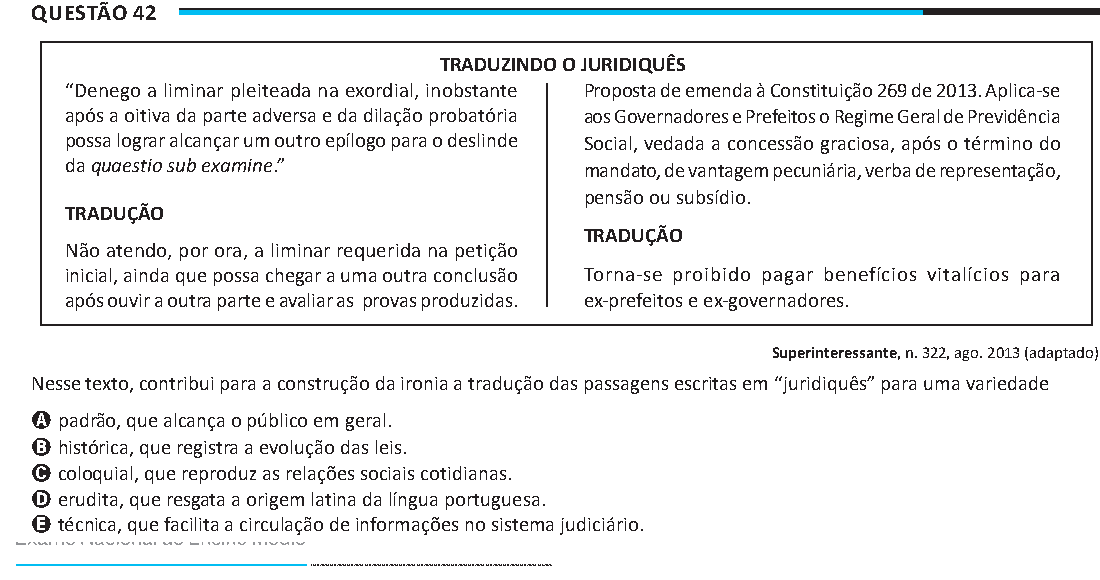 QUESTÃO 42
TRADUZINDO O JURIDIQUÊS
“Denego a liminar pleiteada na exordial, inobstante
após a oitiva da parte adversa e da dilação probatória
possa lograr alcançar um outro epílogo para o deslinde
da quaestio sub examine.”
TRADUÇÃO
Não atendo, por ora, a liminar requerida na petição
inicial, ainda que possa chegar a uma outra conclusão
após ouvir a outra parte e avaliar as provas produzidas.
Proposta de emenda à Constituição 269 de 2013. Aplica-se
aos Governadores e Prefeitos o Regime Geral de Previdência
Social, vedada a concessão graciosa, após o término do
mandato, de vantagem pecuniária, verba de representação,
pensão ou subsídio.
TRADUÇÃO
Torna-se proibido pagar benefícios vitalícios para
ex-prefeitos e ex-governadores.
Superinteressante, n. 322, ago. 2013 (adaptado)
Nesse texto, contribui para a construção da ironia a tradução das passagens escritas em “juridiquês” para uma variedade
A padrão, que alcança o público em geral.
B histórica, que registra a evolução das leis.
C coloquial, que reproduz as relações sociais cotidianas.
D erudita, que resgata a origem latina da língua portuguesa.
E técnica, que facilita a circulação de informações no sistema judiciário.